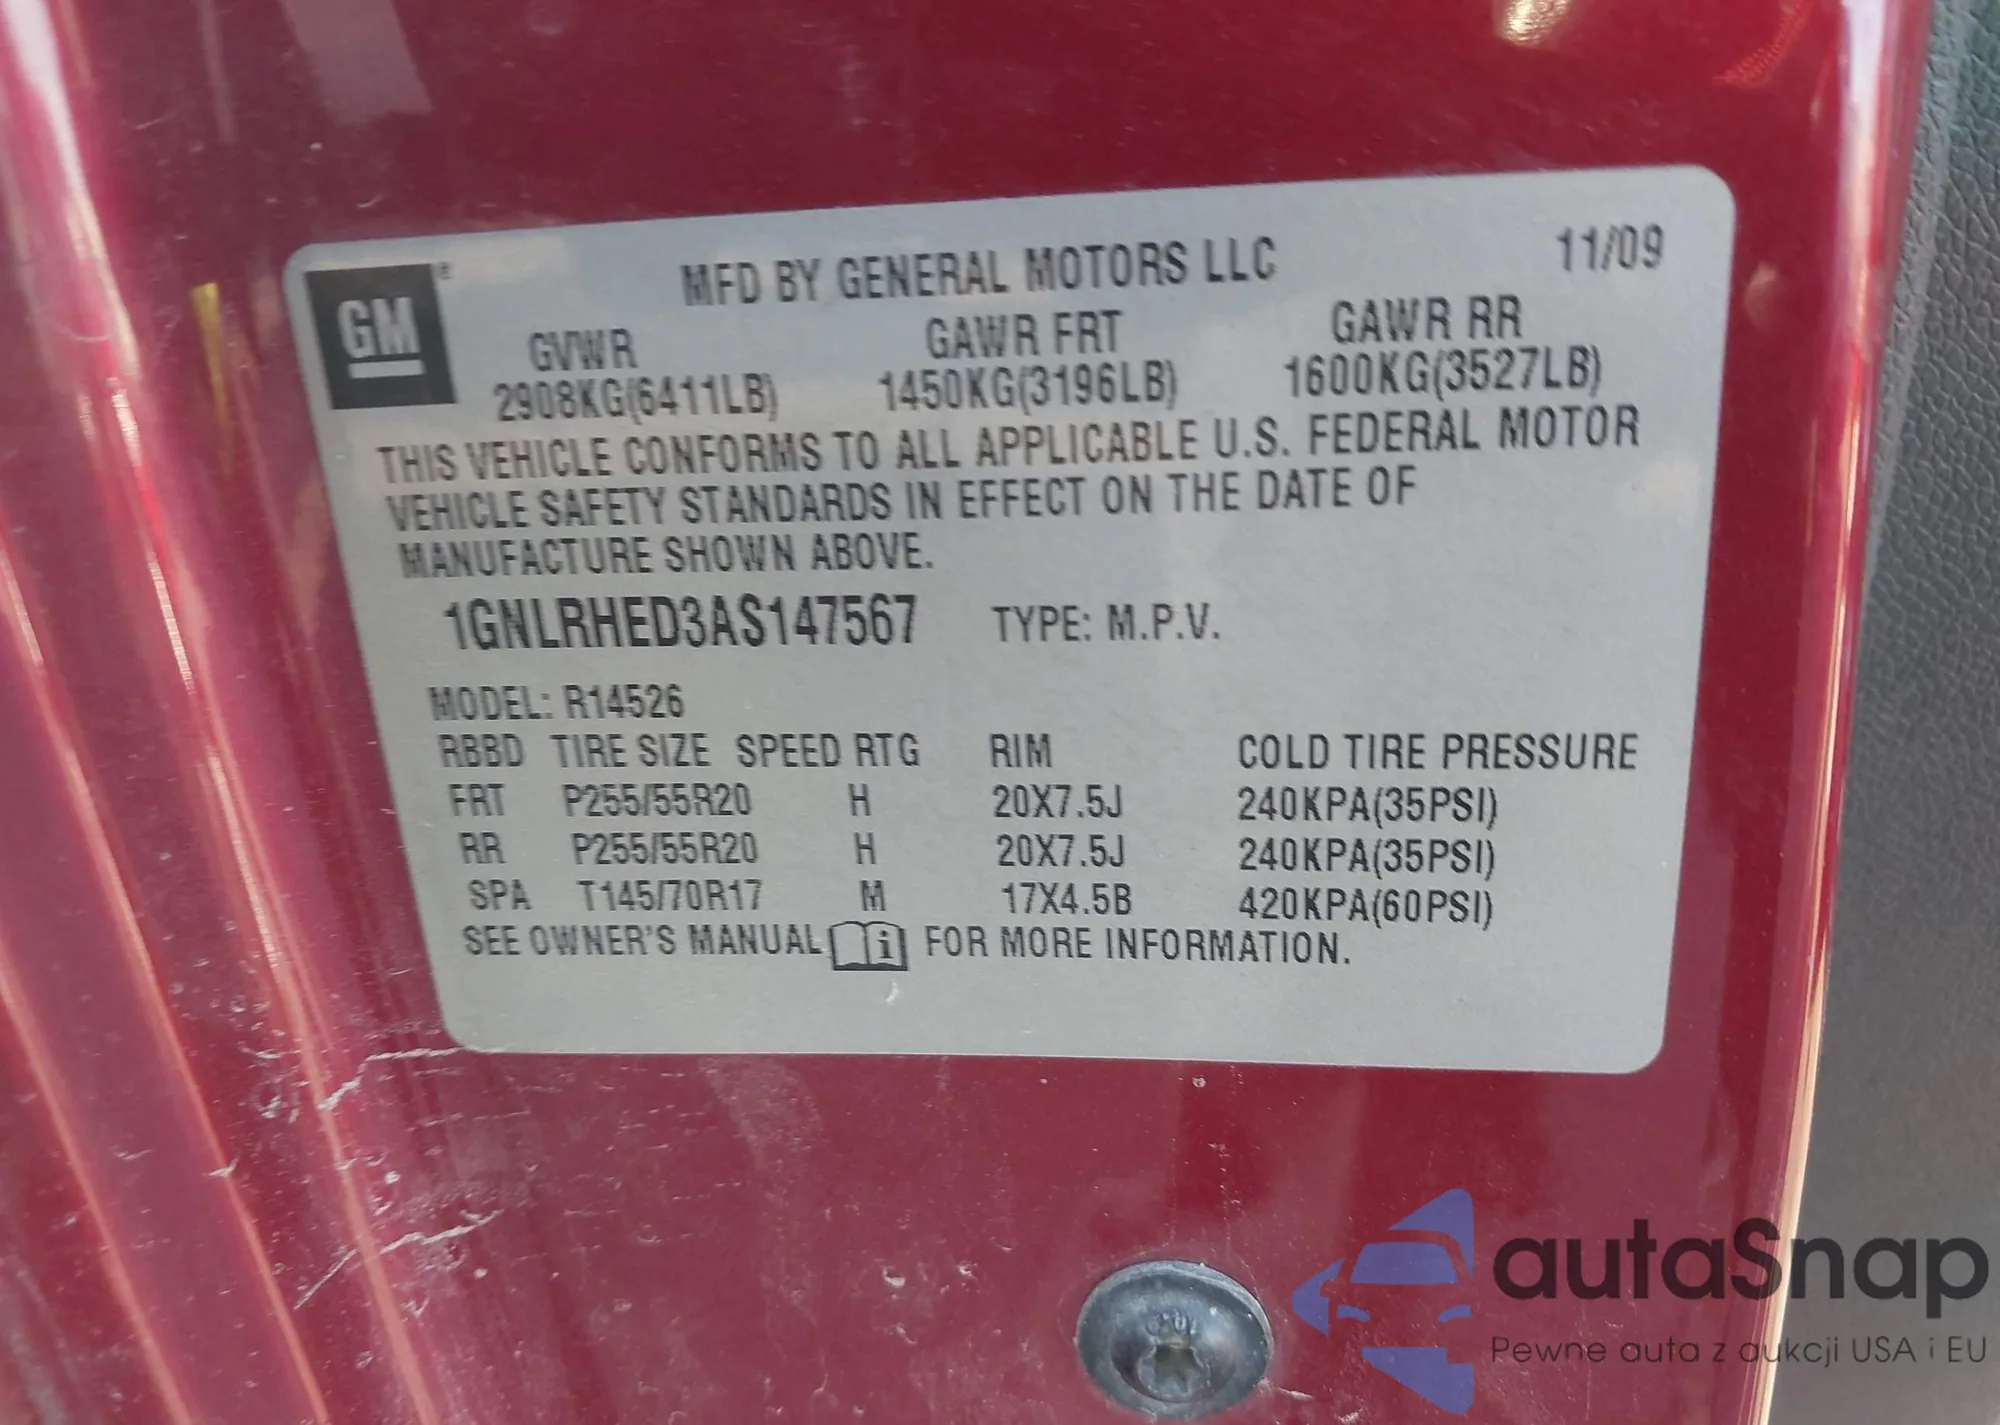 GM®
MFD BY GENERAL MOTORS LLC 11/09
GVWR GAWR FRT GAWR RR
2908KG(6411LB) 1450KG(3196LB) 1600KG(3527LB)
THIS VEHICLE CONFORMS TO ALL APPLICABLE U.S. FEDERAL MOTOR
VEHICLE SAFETY STANDARDS IN EFFECT ON THE DATE OF
MANUFACTURE SHOWN ABOVE.
1GNLRHED3AS147567 TYPE: M.P.V.
MODEL: R14526
RBBD TIRE SIZE SPEED RTG RIM COLD TIRE PRESSURE
FRT P255/55R20 H 20X7.5J 240KPA(35PSI)
RR P255/55R20 H 20X7.5J 240KPA(35PSI)
SPA T145/70R17 M 17X4.5B 420KPA(60PSI)
SEE OWNER'S MANUAL i FOR MORE INFORMATION.
autaSnap
Pewne auta z aukcji USA i EU